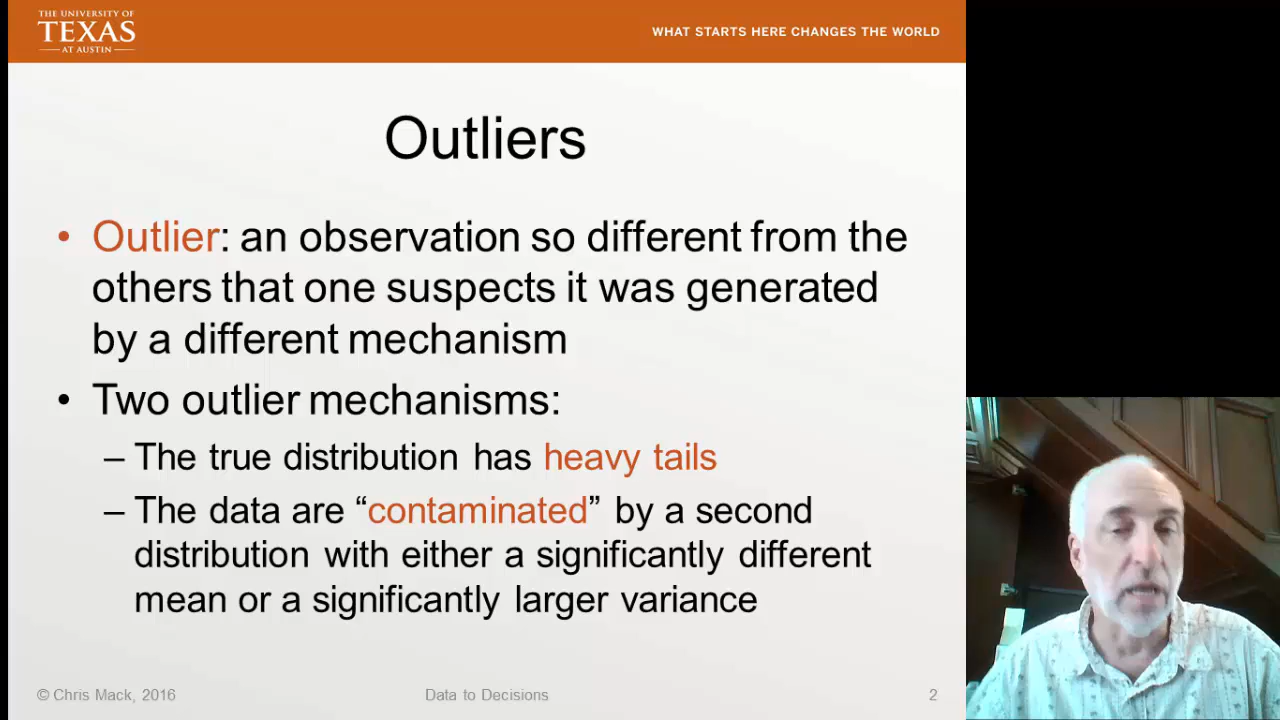 THE UNIVERSITY OF
TEXAS
AT AUSTIN
WHAT STARTS HERE CHANGES THE WORLD
Outliers
• Outlier: an observation so different from the
others that one suspects it was generated
by a different mechanism
• Two outlier mechanisms:
– The true distribution has heavy tails
– The data are “contaminated” by a second
distribution with either a significantly different
mean or a significantly larger variance
© Chris Mack, 2016
Data to Decisions
2